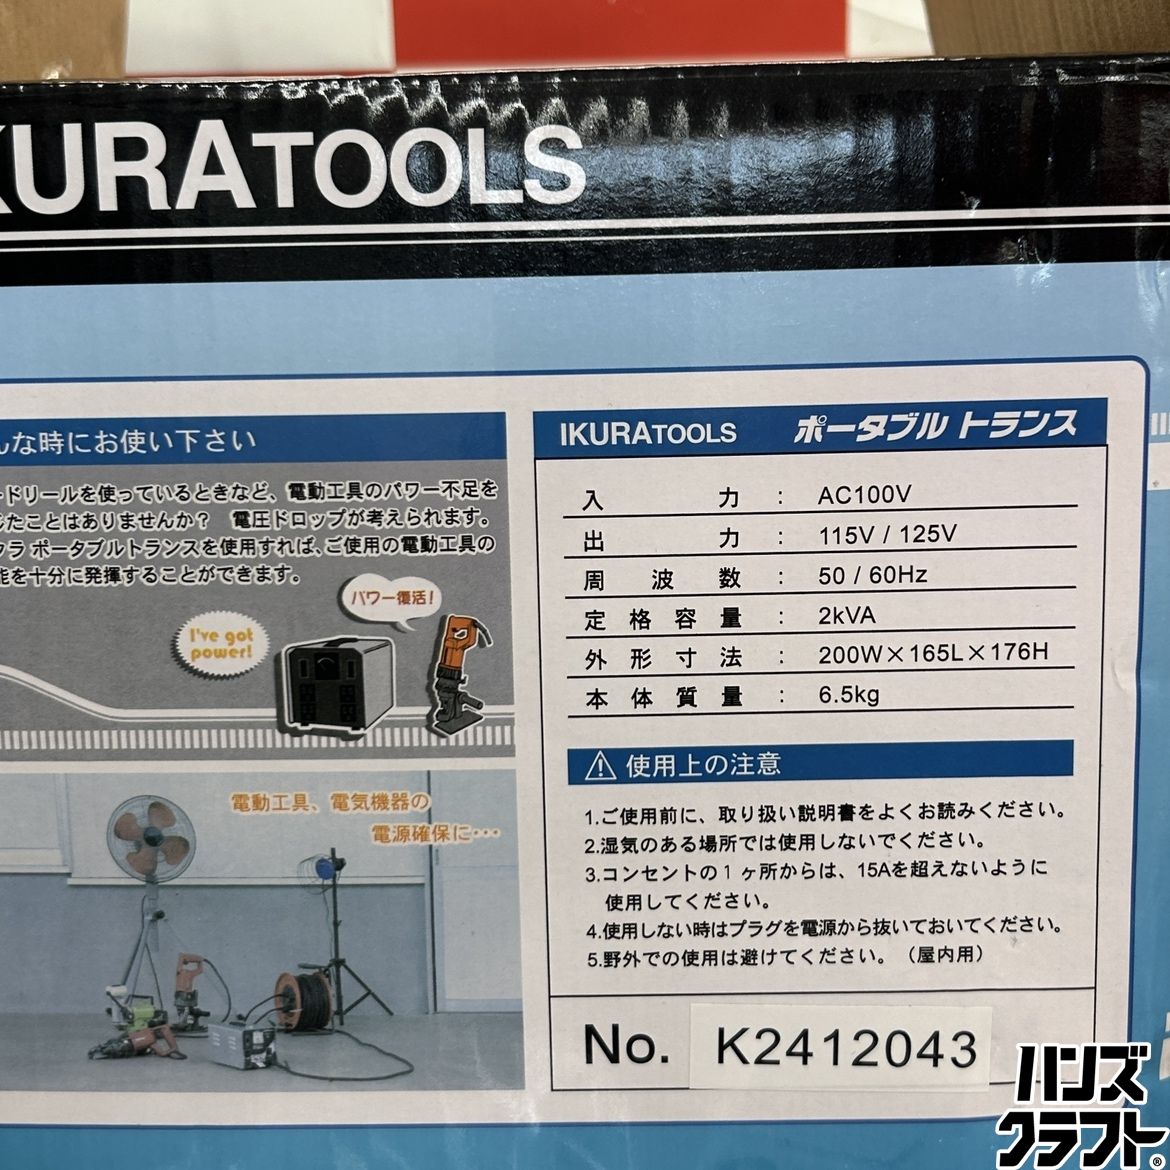 KURATOOLS
んな時にお使い下さい
ードリールを使っているときなど、電動工具のパワー不足を
じたことはありませんか？ 電圧ドロップが考えられます。
クラ ポータブルトランスを使用すれば、ご使用の電動工具の
能を十分に発揮することができます。
パワー復活！
I've got
power!
電動工具、電気機器の
電源確保に･･･
IKURATOOLS ポータブルトランス
入力 : AC100V
出力 : 115V / 125V
周波数 : 50 / 60Hz
定格容量 : 2kVA
外形寸法 : 200W×165L×176H
本体質量 : 6.5kg
使用上の注意
1.ご使用前に、取り扱い説明書をよくお読みください。
2.湿気のある場所では使用しないでください。
3.コンセントの１ヶ所からは、15Aを超えないように
使用してください。
4.使用しない時はプラグを電源から抜いておいてください。
5.野外での使用は避けてください。（屋内用）
No. K2412043
ハンズ
クラフト®